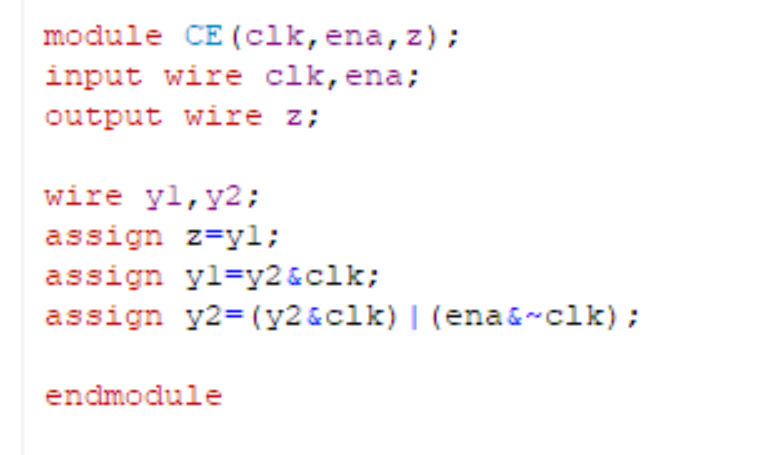 module CE(clk,ena,z);
input wire clk,ena;
output wire z;
wire y1,y2;
assign z=y1;
assign y1=y2&clk;
assign y2=(y2&clk)|(ena&~clk);
endmodule